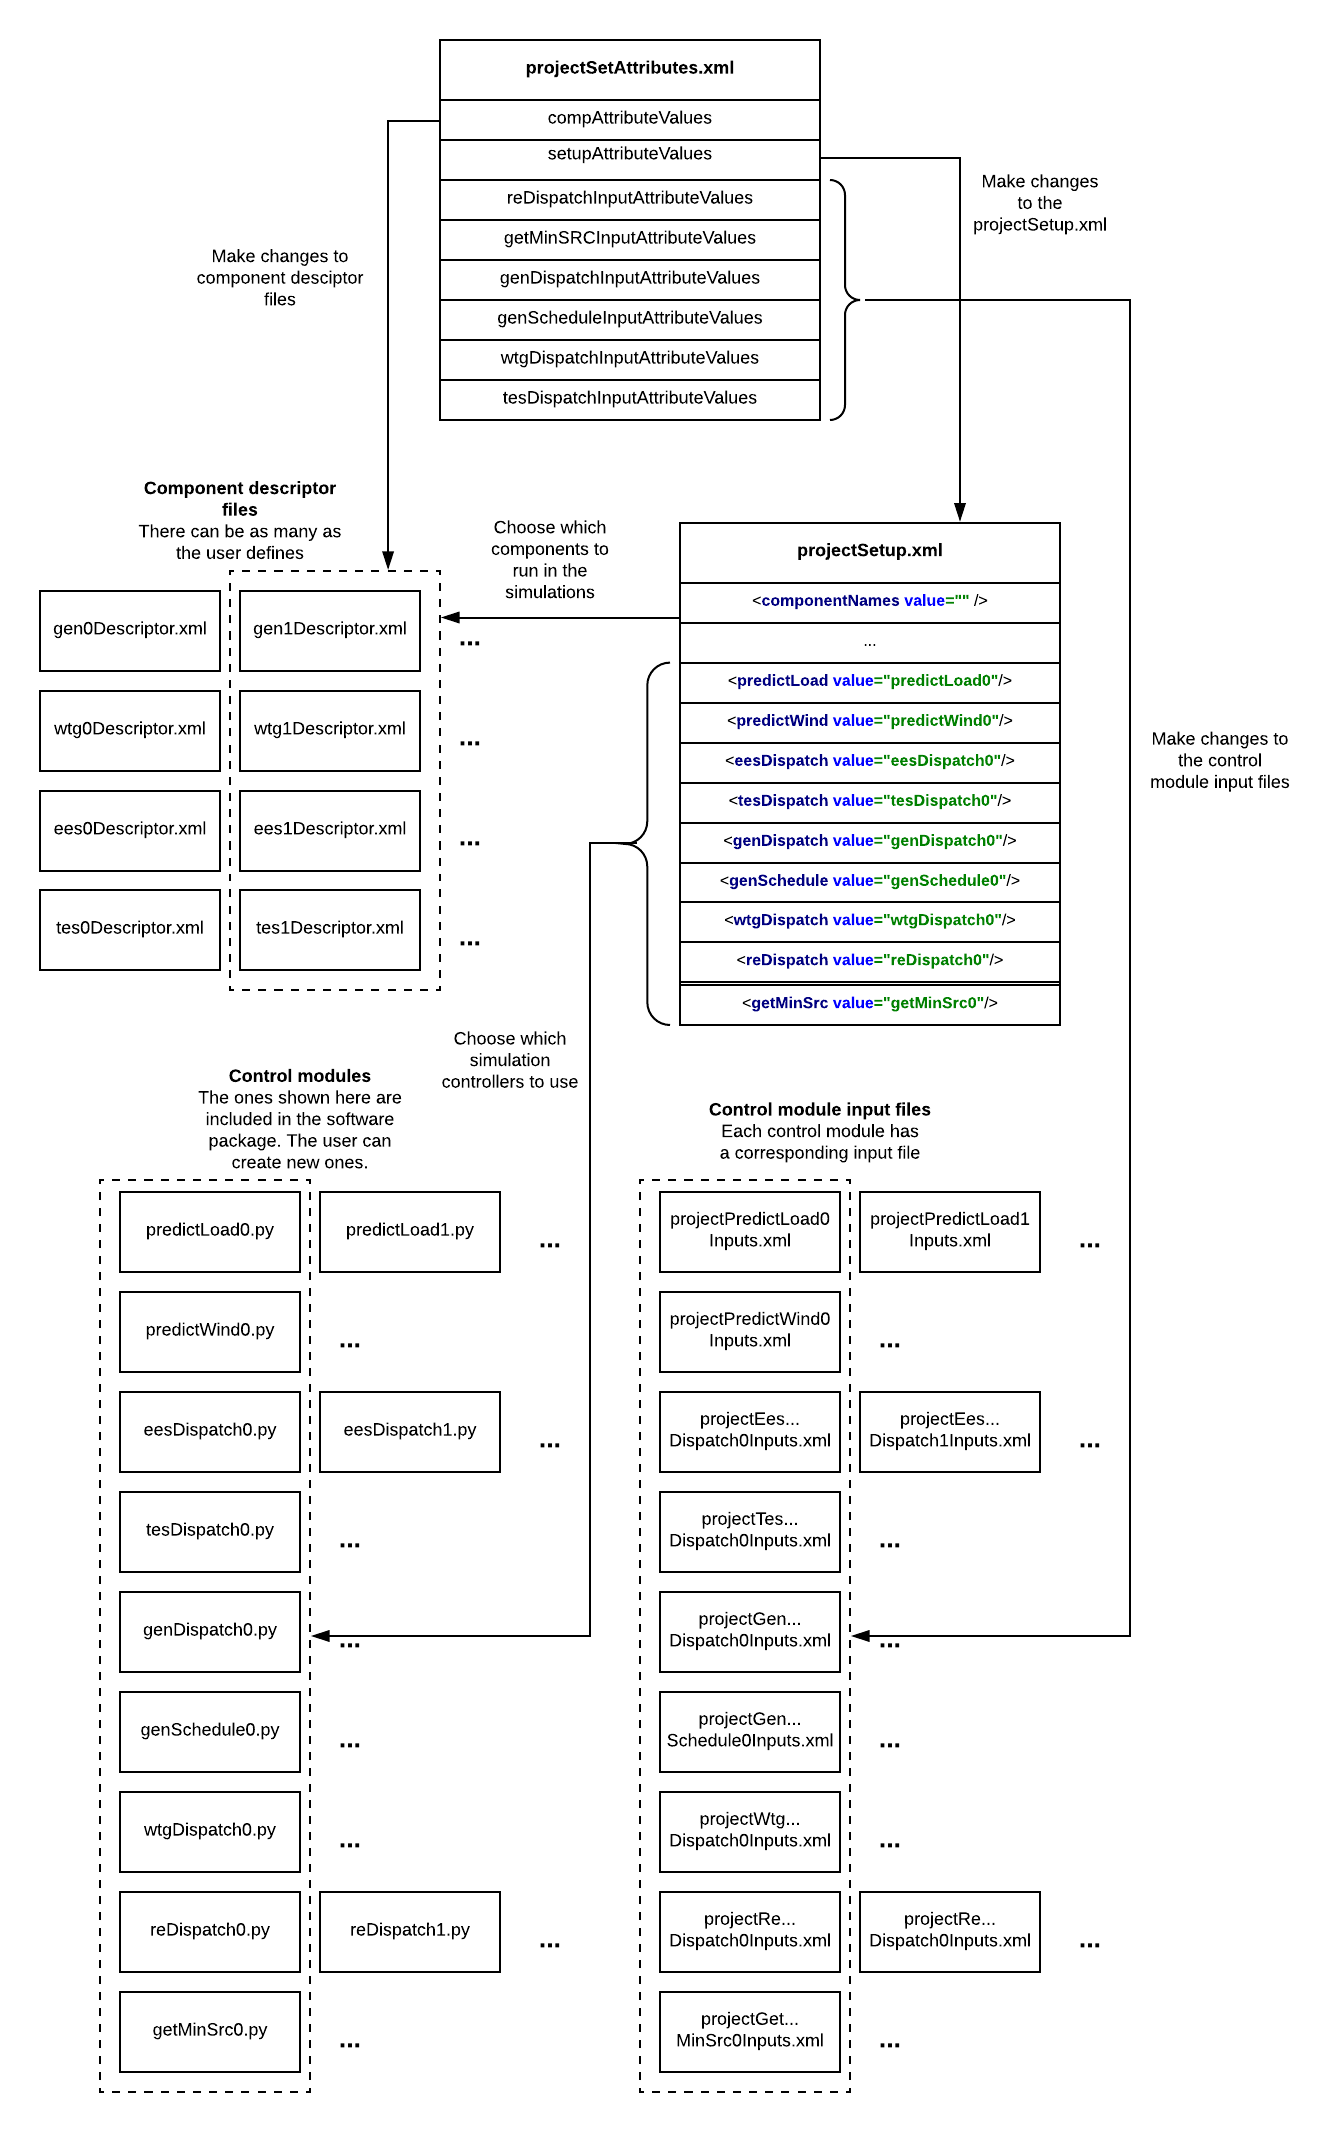 projectSetAttributes.xml
compAttributeValues
setupAttributeValues
reDispatchInputAttributeValues
getMinSRCInputAttributeValues
genDispatchInputAttributeValues
genScheduleInputAttributeValues
wtgDispatchInputAttributeValues
tesDispatchInputAttributeValues
Make changes
to the
projectSetup.xml
Make changes to
component desciptor
files
Component descriptor
files
There can be as many as
the user defines
gen0Descriptor.xml
gen1Descriptor.xml
...
wtg0Descriptor.xml
wtg1Descriptor.xml
...
ees0Descriptor.xml
ees1Descriptor.xml
...
tes0Descriptor.xml
tes1Descriptor.xml
...
Choose which
components to
run in the
simulations
projectSetup.xml
<componentNames value="" />
...
<predictLoad value="predictLoad0"/>
<predictWind value="predictWind0"/>
<eesDispatch value="eesDispatch0"/>
<tesDispatch value="tesDispatch0"/>
<genDispatch value="genDispatch0"/>
<genSchedule value="genSchedule0"/>
<wtgDispatch value="wtgDispatch0"/>
<reDispatch value="reDispatch0"/>
<getMinSrc value="getMinSrc0"/>
Make changes to
the control
module input files
Choose which
simulation
controllers to use
Control modules
The ones shown here are
included in the software
package. The user can
create new ones.
predictLoad0.py
predictLoad1.py
...
predictWind0.py
...
eesDispatch0.py
eesDispatch1.py
...
tesDispatch0.py
...
genDispatch0.py
...
genSchedule0.py
...
wtgDispatch0.py
...
reDispatch0.py
reDispatch1.py
...
getMinSrc0.py
...
Control module input files
Each control module has
a corresponding input file
projectPredictLoad0
Inputs.xml
projectPredictLoad1
Inputs.xml
...
projectPredictWind0
Inputs.xml
...
projectEes...
Dispatch0Inputs.xml
projectEes...
Dispatch1Inputs.xml
...
projectTes...
Dispatch0Inputs.xml
...
projectGen...
Dispatch0Inputs.xml
...
projectGen...
Schedule0Inputs.xml
...
projectWtg...
Dispatch0Inputs.xml
...
projectRe...
Dispatch0Inputs.xml
projectRe...
Dispatch0Inputs.xml
...
projectGet...
MinSrc0Inputs.xml
...